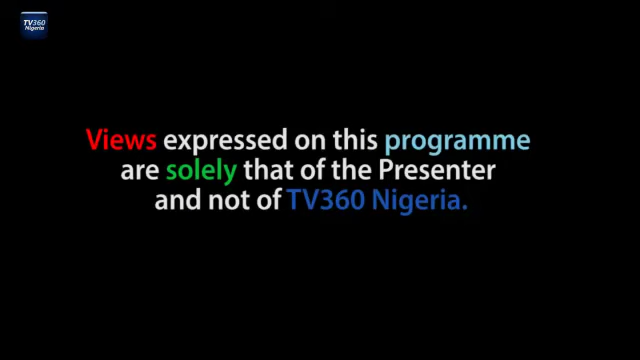 TV360
Nigeria
Views expressed on this programme
are solely that of the Presenter
and not of TV360 Nigeria.